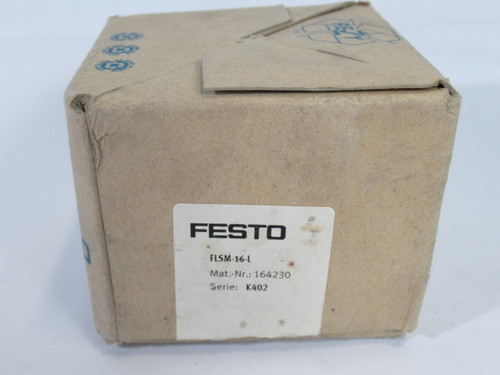 FESTO
FLSM-16-L
Mat.-Nr.: 164230
Serie: K402